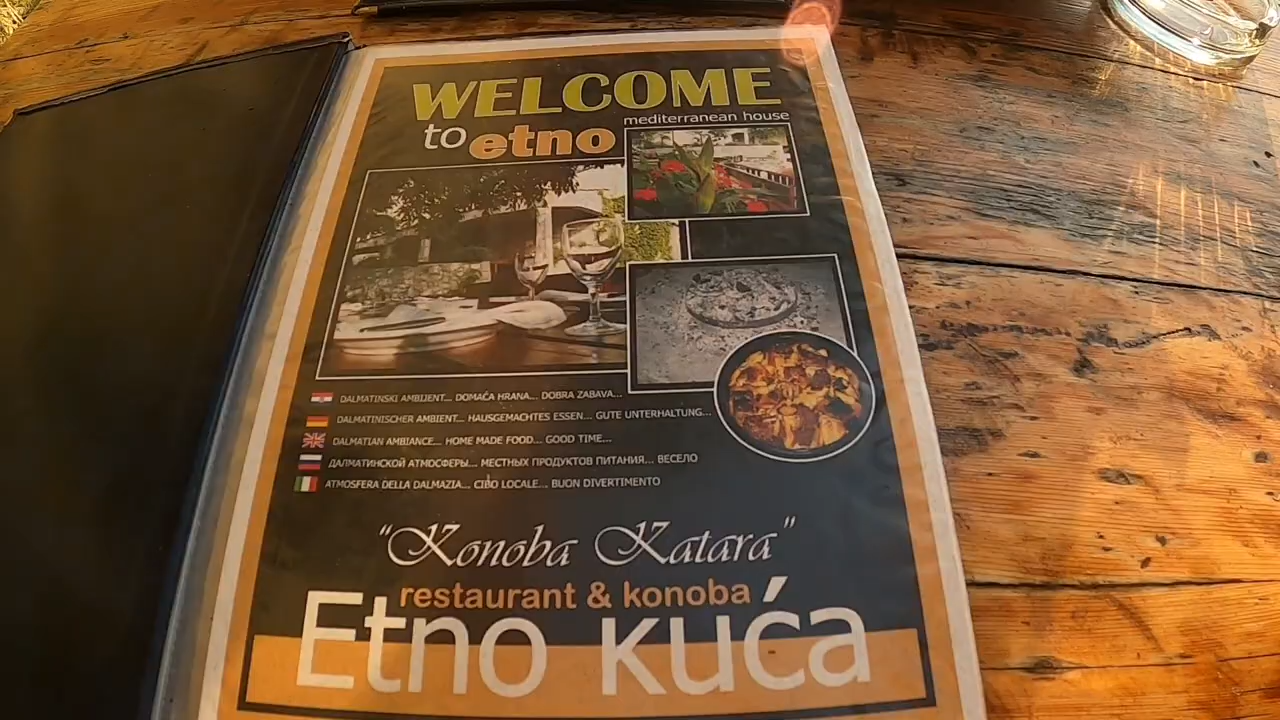 WELCOME
to etno mediterranean house
DALMATINSKI AMBIJENT... DOMAĆA HRANA... DOBRA ZABAVA...
DALMATINISCHER AMBIENT... HAUSGEMACHTES ESSEN... GUTE UNTERHALTUNG...
DALMATIAN AMBIANCE... HOME MADE FOOD... GOOD TIME...
ДАЛМАТИНСКОЙ АТМОСФЕРЫ... МЕСТНЫХ ПРОДУКТОВ ПИТАНИЯ... ВЕСЕЛО
ATMOSFERA DELLA DALMAZIA... CIBO LOCALE... BUON DIVERTIMENTO
"Konoba Katara"
restaurant & konoba
Etno kuća